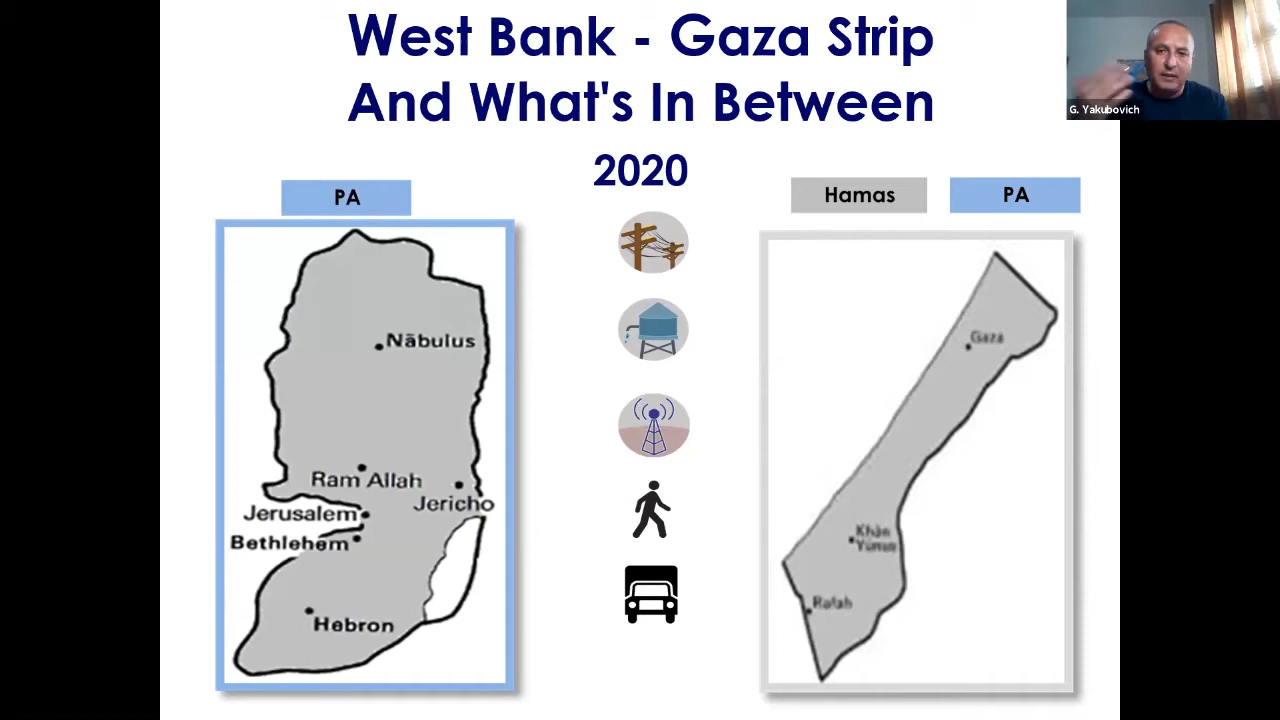 West Bank - Gaza Strip
And What's In Between
2020
G. Yakubovich
PA
Hamas
PA
Nābulus
Ram Allah
Jericho
Jerusalem
Bethlehem
Hebron
Gaza
Khān
Yūnus
Rafah